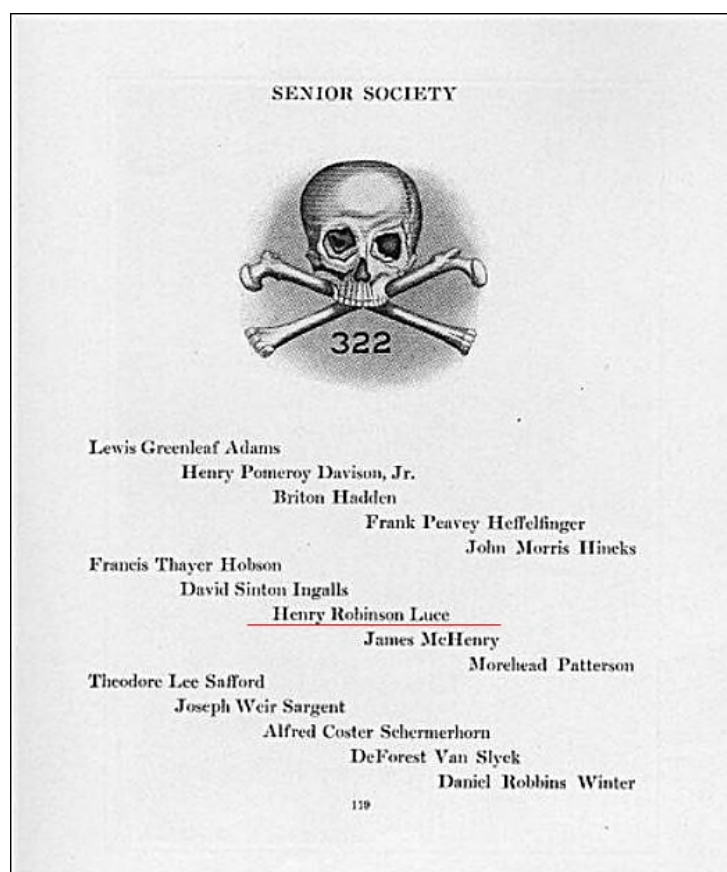 SENIOR SOCIETY
322
Lewis Greenleaf Adams
Henry Pomeroy Davison, Jr.
Briton Hadden
Frank Peavey Heffelfinger
John Morris Hincks
Francis Thayer Hobson
David Sinton Ingalls
Henry Robinson Luce
James McHenry
Morehead Patterson
Theodore Lee Safford
Joseph Weir Sargent
Alfred Coster Schermerhorn
DeForest Van Slyck
Daniel Robbins Winter
119